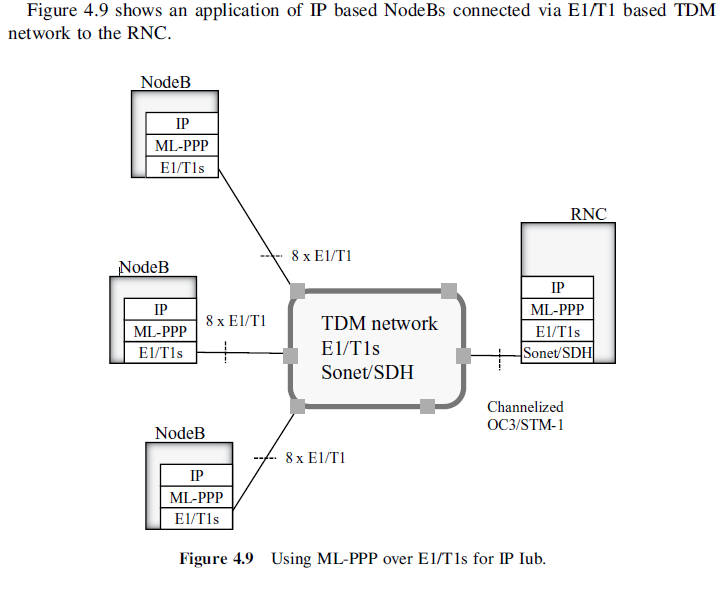 Figure 4.9 shows an application of IP based NodeBs connected via E1/T1 based TDM
network to the RNC.
NodeB
IP
ML-PPP
E1/T1s
8 x E1/T1
NodeB
IP
ML-PPP
E1/T1s
8 x E1/T1
TDM network
E1/T1s
Sonet/SDH
RNC
IP
ML-PPP
E1/T1s
Sonet/SDH
Channelized
OC3/STM-1
NodeB
IP
ML-PPP
E1/T1s
8 x E1/T1
Figure 4.9 Using ML-PPP over E1/T1s for IP Iub.